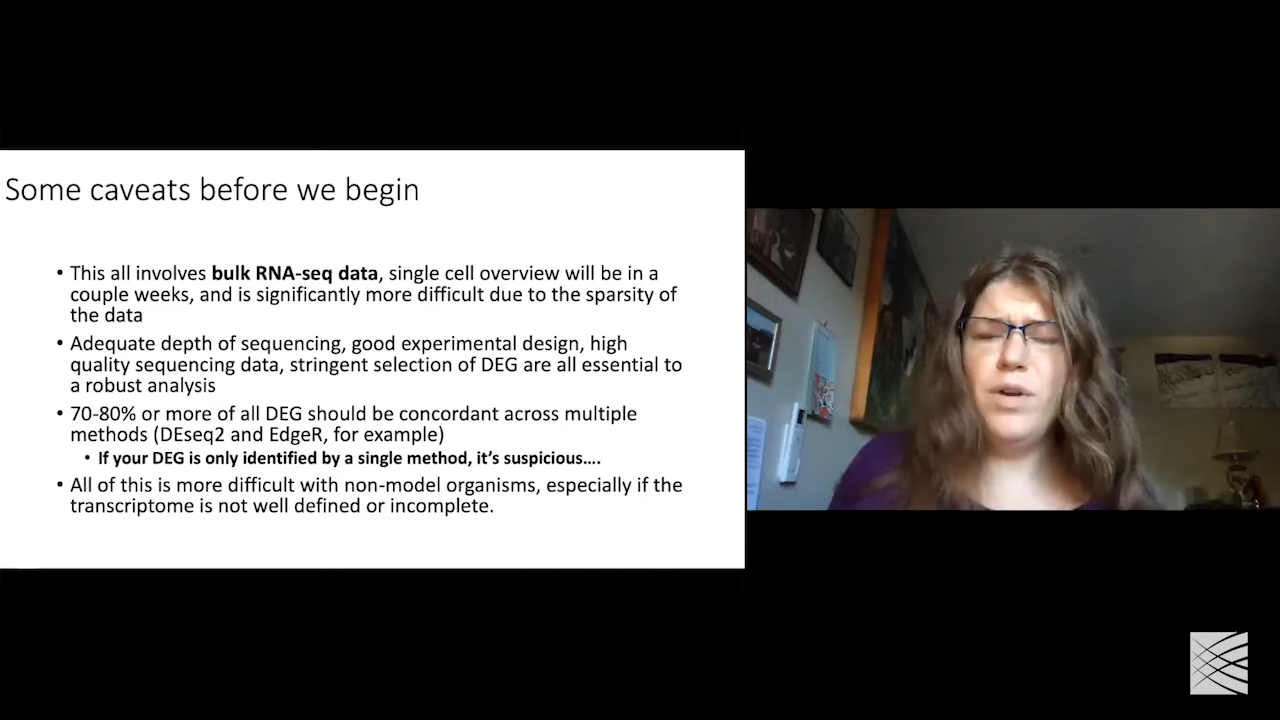 Some caveats before we begin
• This all involves bulk RNA-seq data, single cell overview will be in a
couple weeks, and is significantly more difficult due to the sparsity of
the data
• Adequate depth of sequencing, good experimental design, high
quality sequencing data, stringent selection of DEG are all essential to
a robust analysis
• 70-80% or more of all DEG should be concordant across multiple
methods (DEseq2 and EdgeR, for example)
• If your DEG is only identified by a single method, it’s suspicious….
• All of this is more difficult with non-model organisms, especially if the
transcriptome is not well defined or incomplete.